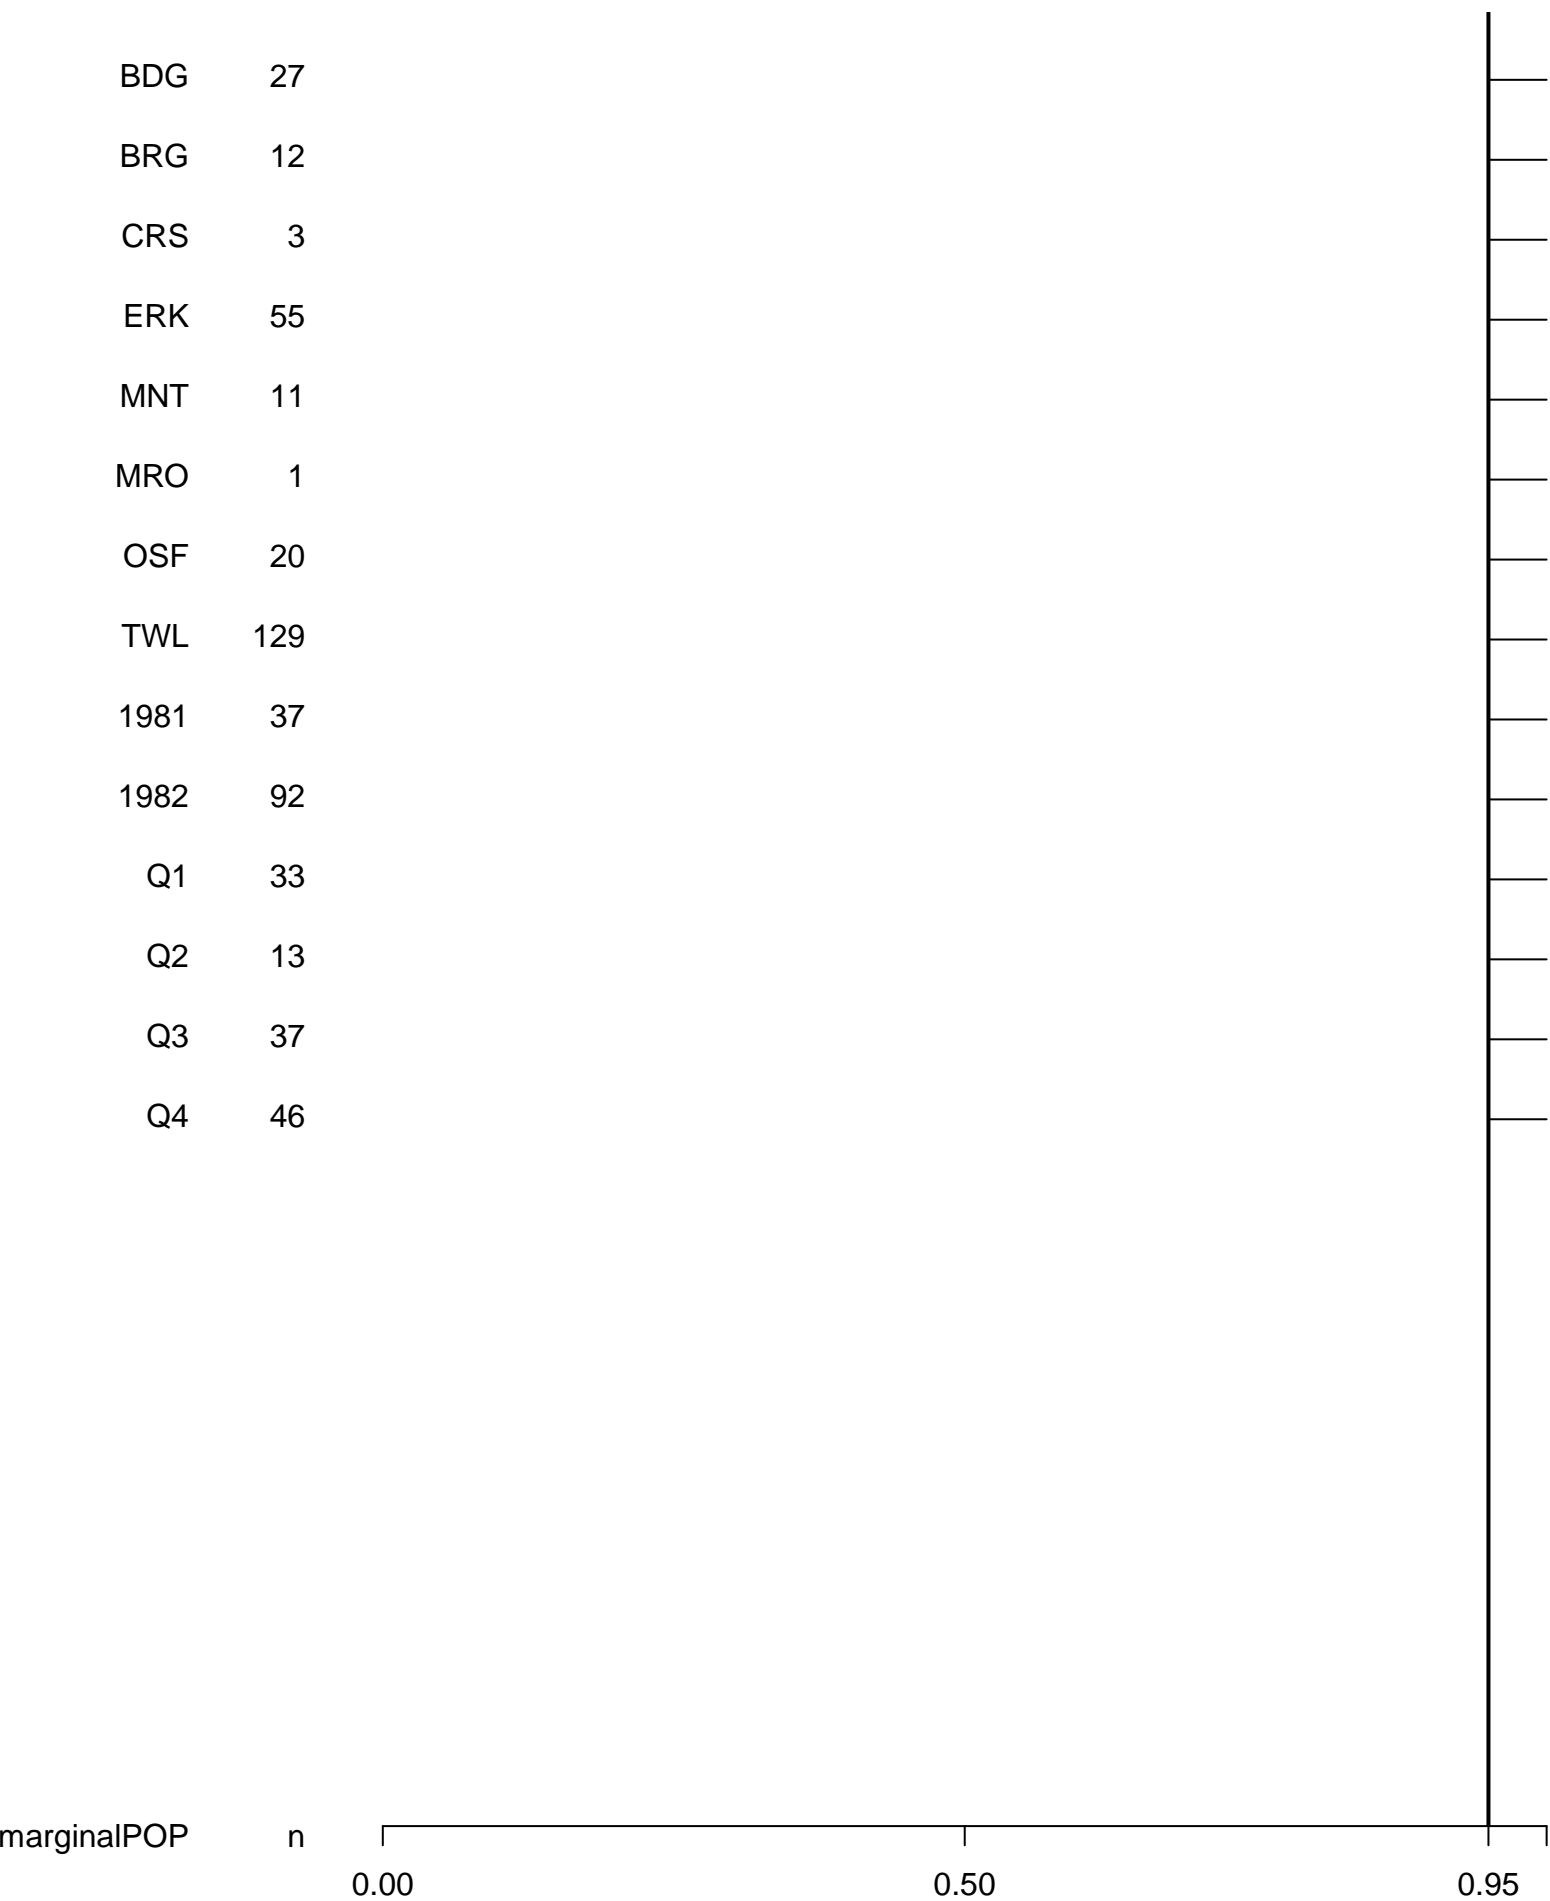 BDG 27
BRG 12
CRS 3
ERK 55
MNT 11
MRO 1
OSF 20
TWL 129
1981 37
1982 92
Q1 33
Q2 13
Q3 37
Q4 46
marginalPOP n
0.00 0.50 0.95